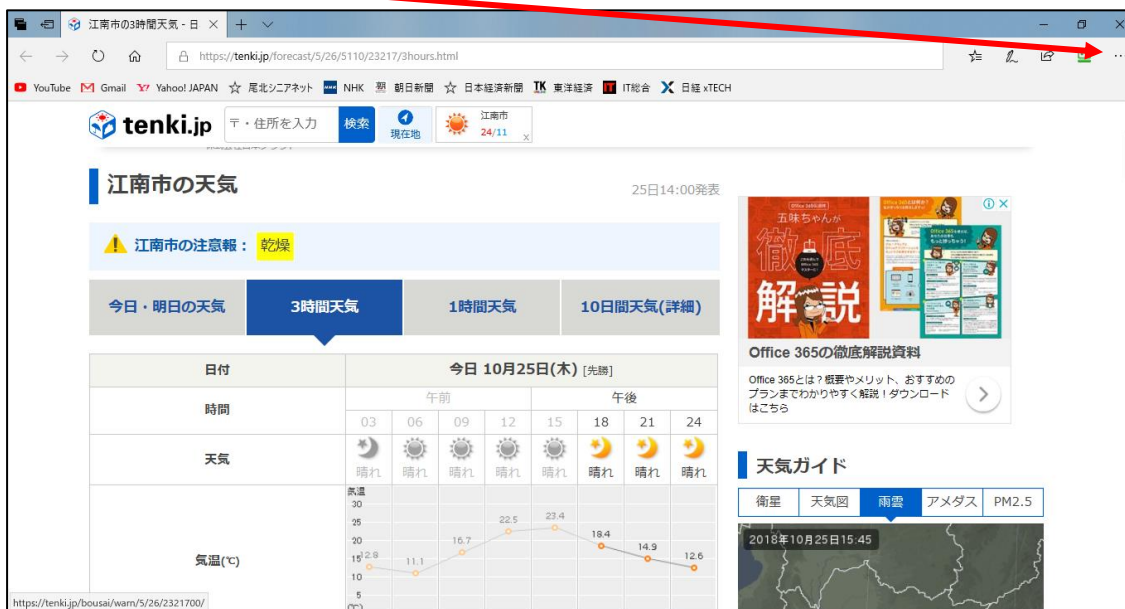 江南市の3時間天気 - 日
https://tenki.jp/forecast/5/26/5110/23217/3hours.html
YouTube Gmail Yahoo! JAPAN 尾北シニアネット NHK 朝日新聞 日本経済新聞 東洋経済 IT総合 日経 xTECH
tenki.jp 〒・住所を入力 検索 現在地 江南市 24/11 x
江南市の天気
25日14:00発表
江南市の注意報： 乾燥
今日・明日の天気 3時間天気 1時間天気 10日間天気(詳細)
日付 今日 10月25日(木) [先勝]
時間 午前 午後
03 06 09 12 15 18 21 24
天気 晴れ 晴れ 晴れ 晴れ 晴れ 晴れ 晴れ 晴れ
気温(℃)
気温
30
25
20
15
10
5
(℃)
12.8 11.1 16.7 22.5 23.4 18.4 14.9 12.6
https://tenki.jp/bousai/warn/5/26/2321700/
五味ちゃんが
徹底
解説
Office 365の徹底解説資料
Office 365とは？概要やメリット、おすすめの
プランまでわかりやすく解説！ダウンロード
はこちら
天気ガイド
衛星 天気図 雨雲 アメダス PM2.5
2018年10月25日15:45